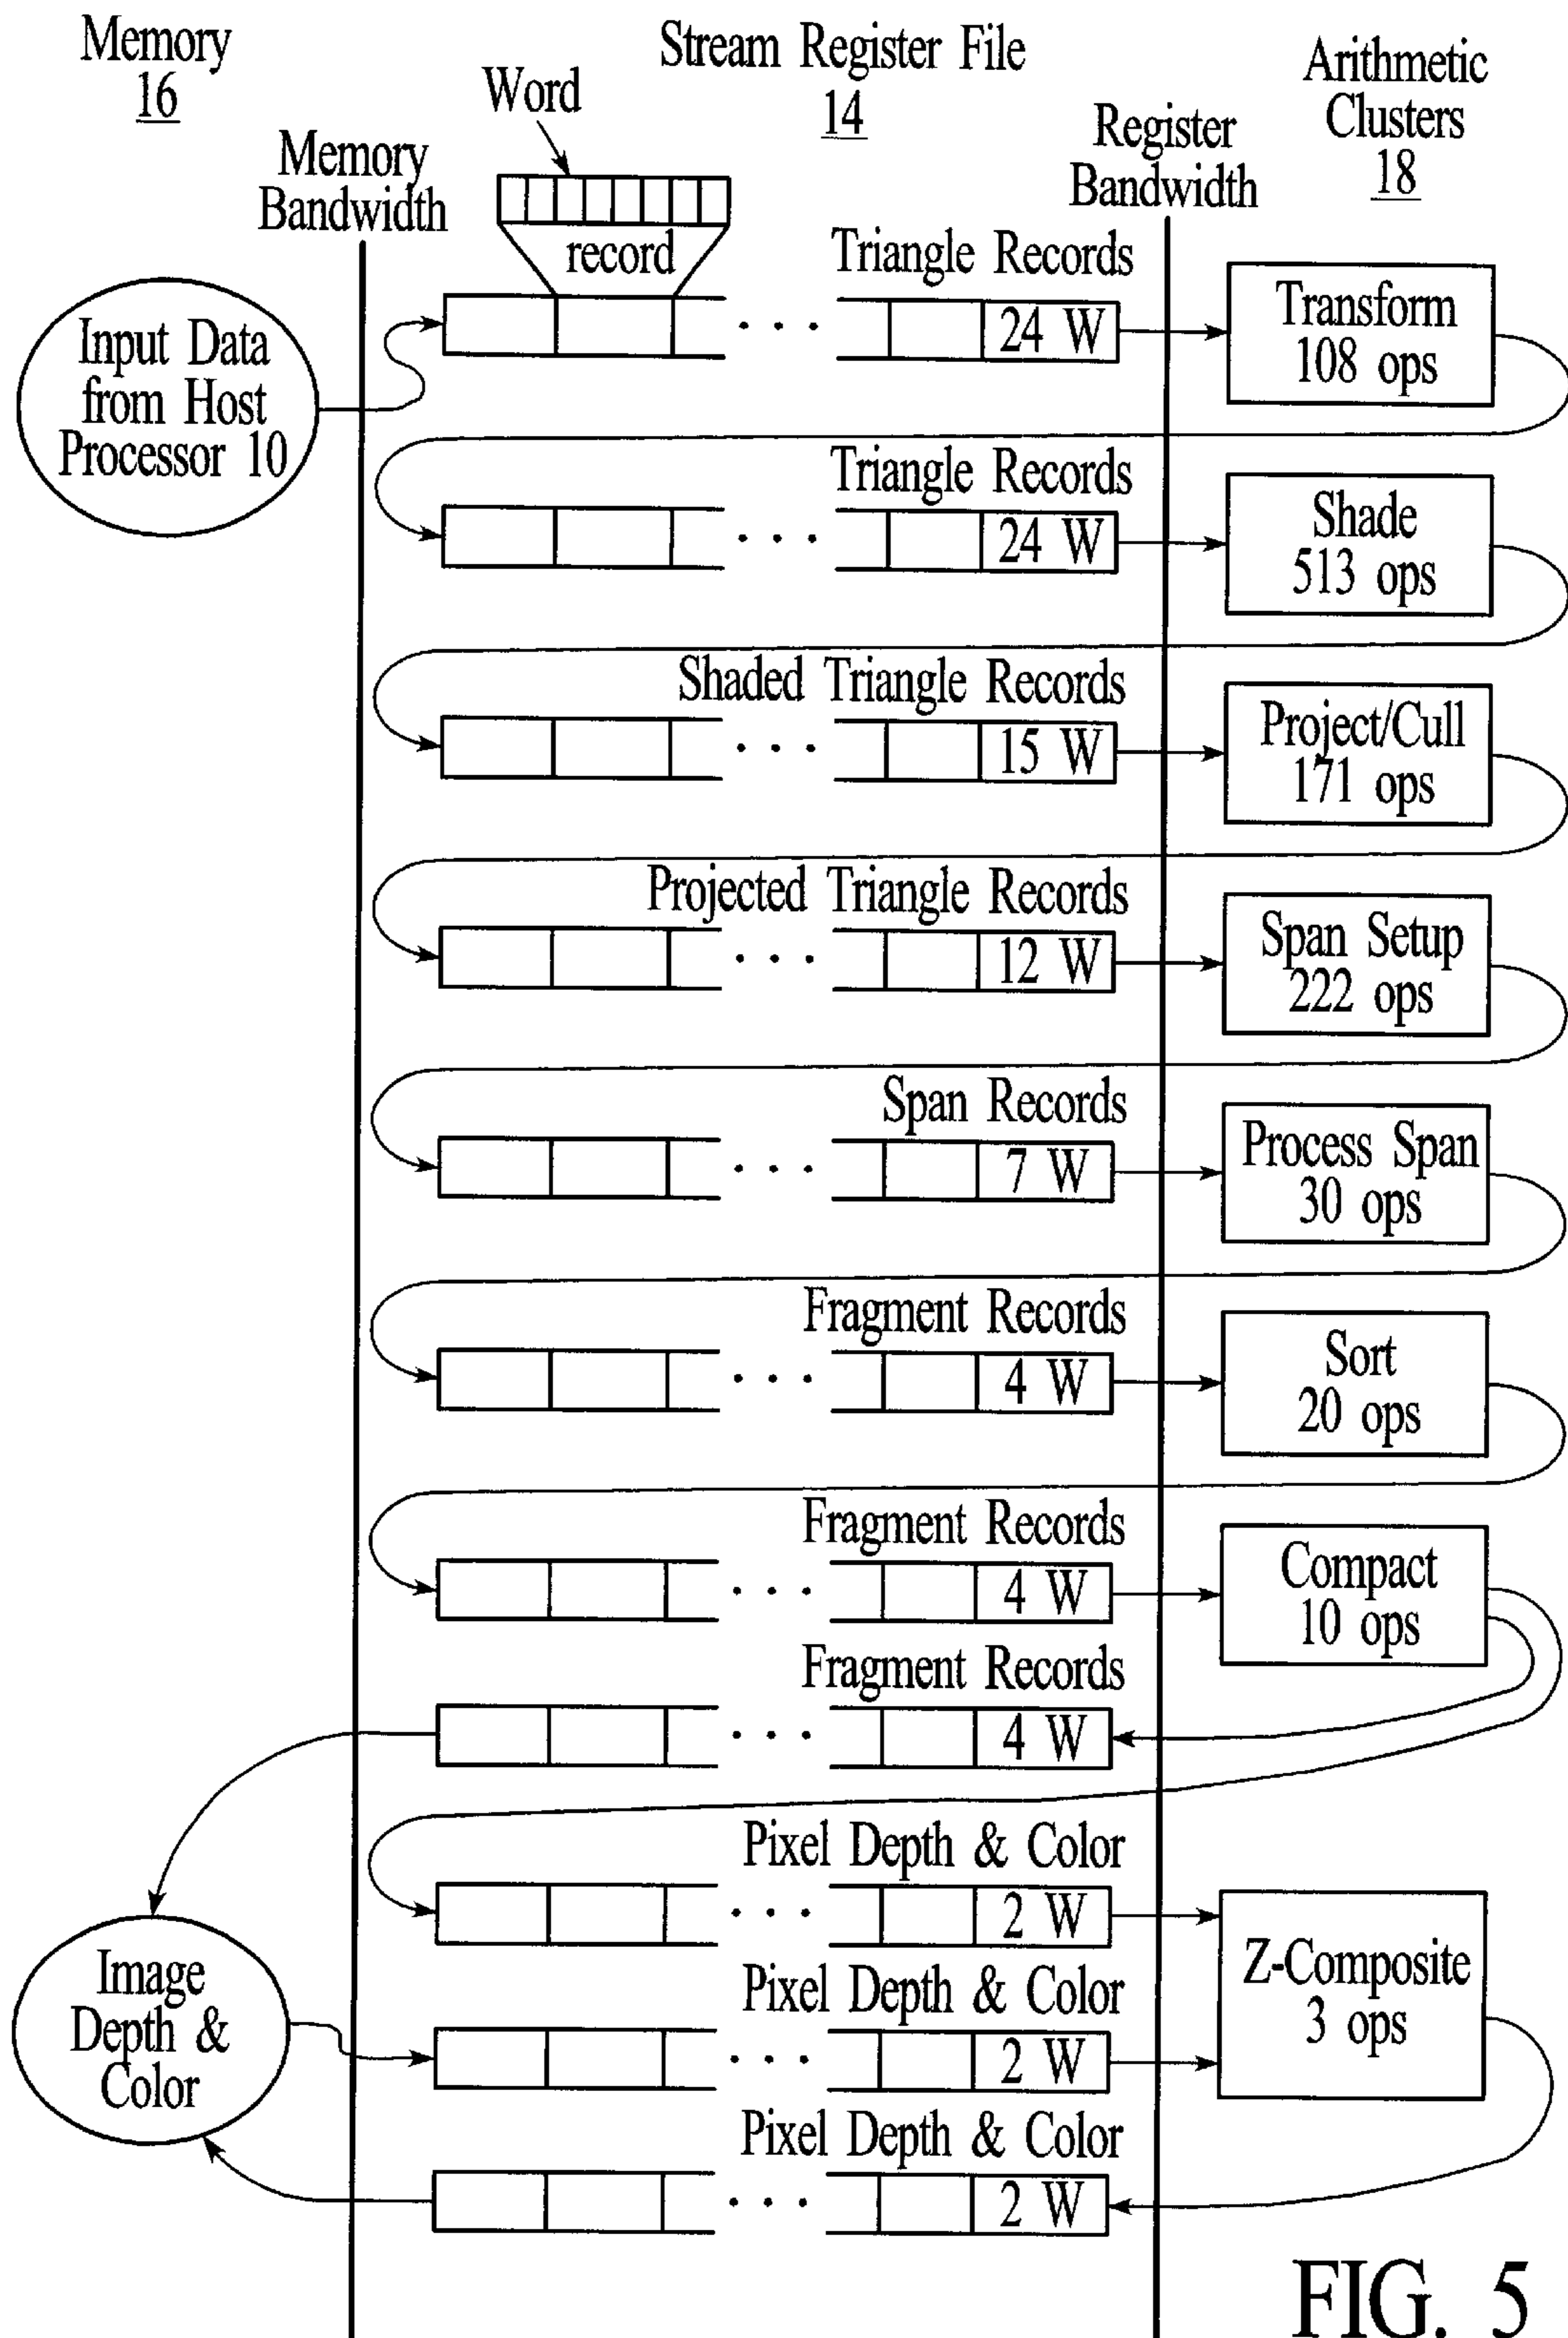 Memory
16
Stream Register File
14
Arithmetic
Clusters
18
Word
Memory
Bandwidth
Register
Bandwidth
record
Triangle Records
24 W
Transform
108 ops
Input Data
from Host
Processor 10
Triangle Records
24 W
Shade
513 ops
Shaded Triangle Records
15 W
Project/Cull
171 ops
Projected Triangle Records
12 W
Span Setup
222 ops
Span Records
7 W
Process Span
30 ops
Fragment Records
4 W
Sort
20 ops
Fragment Records
4 W
Compact
10 ops
Fragment Records
4 W
Pixel Depth & Color
2 W
Z-Composite
3 ops
Image
Depth &
Color
Pixel Depth & Color
2 W
Pixel Depth & Color
2 W
FIG. 5